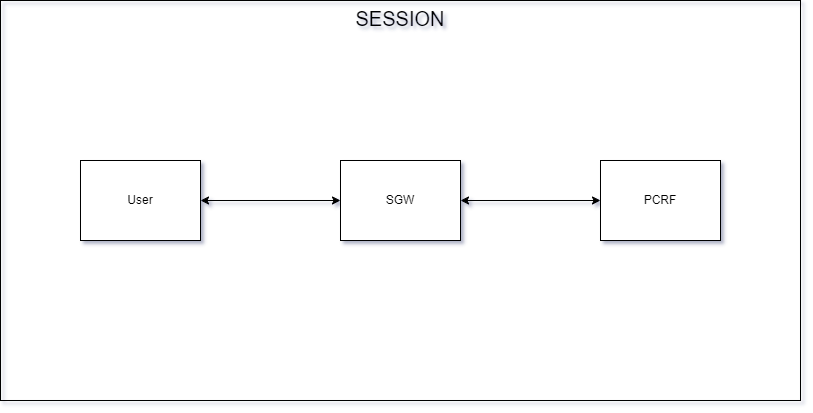 SESSION
User
SGW
PCRF